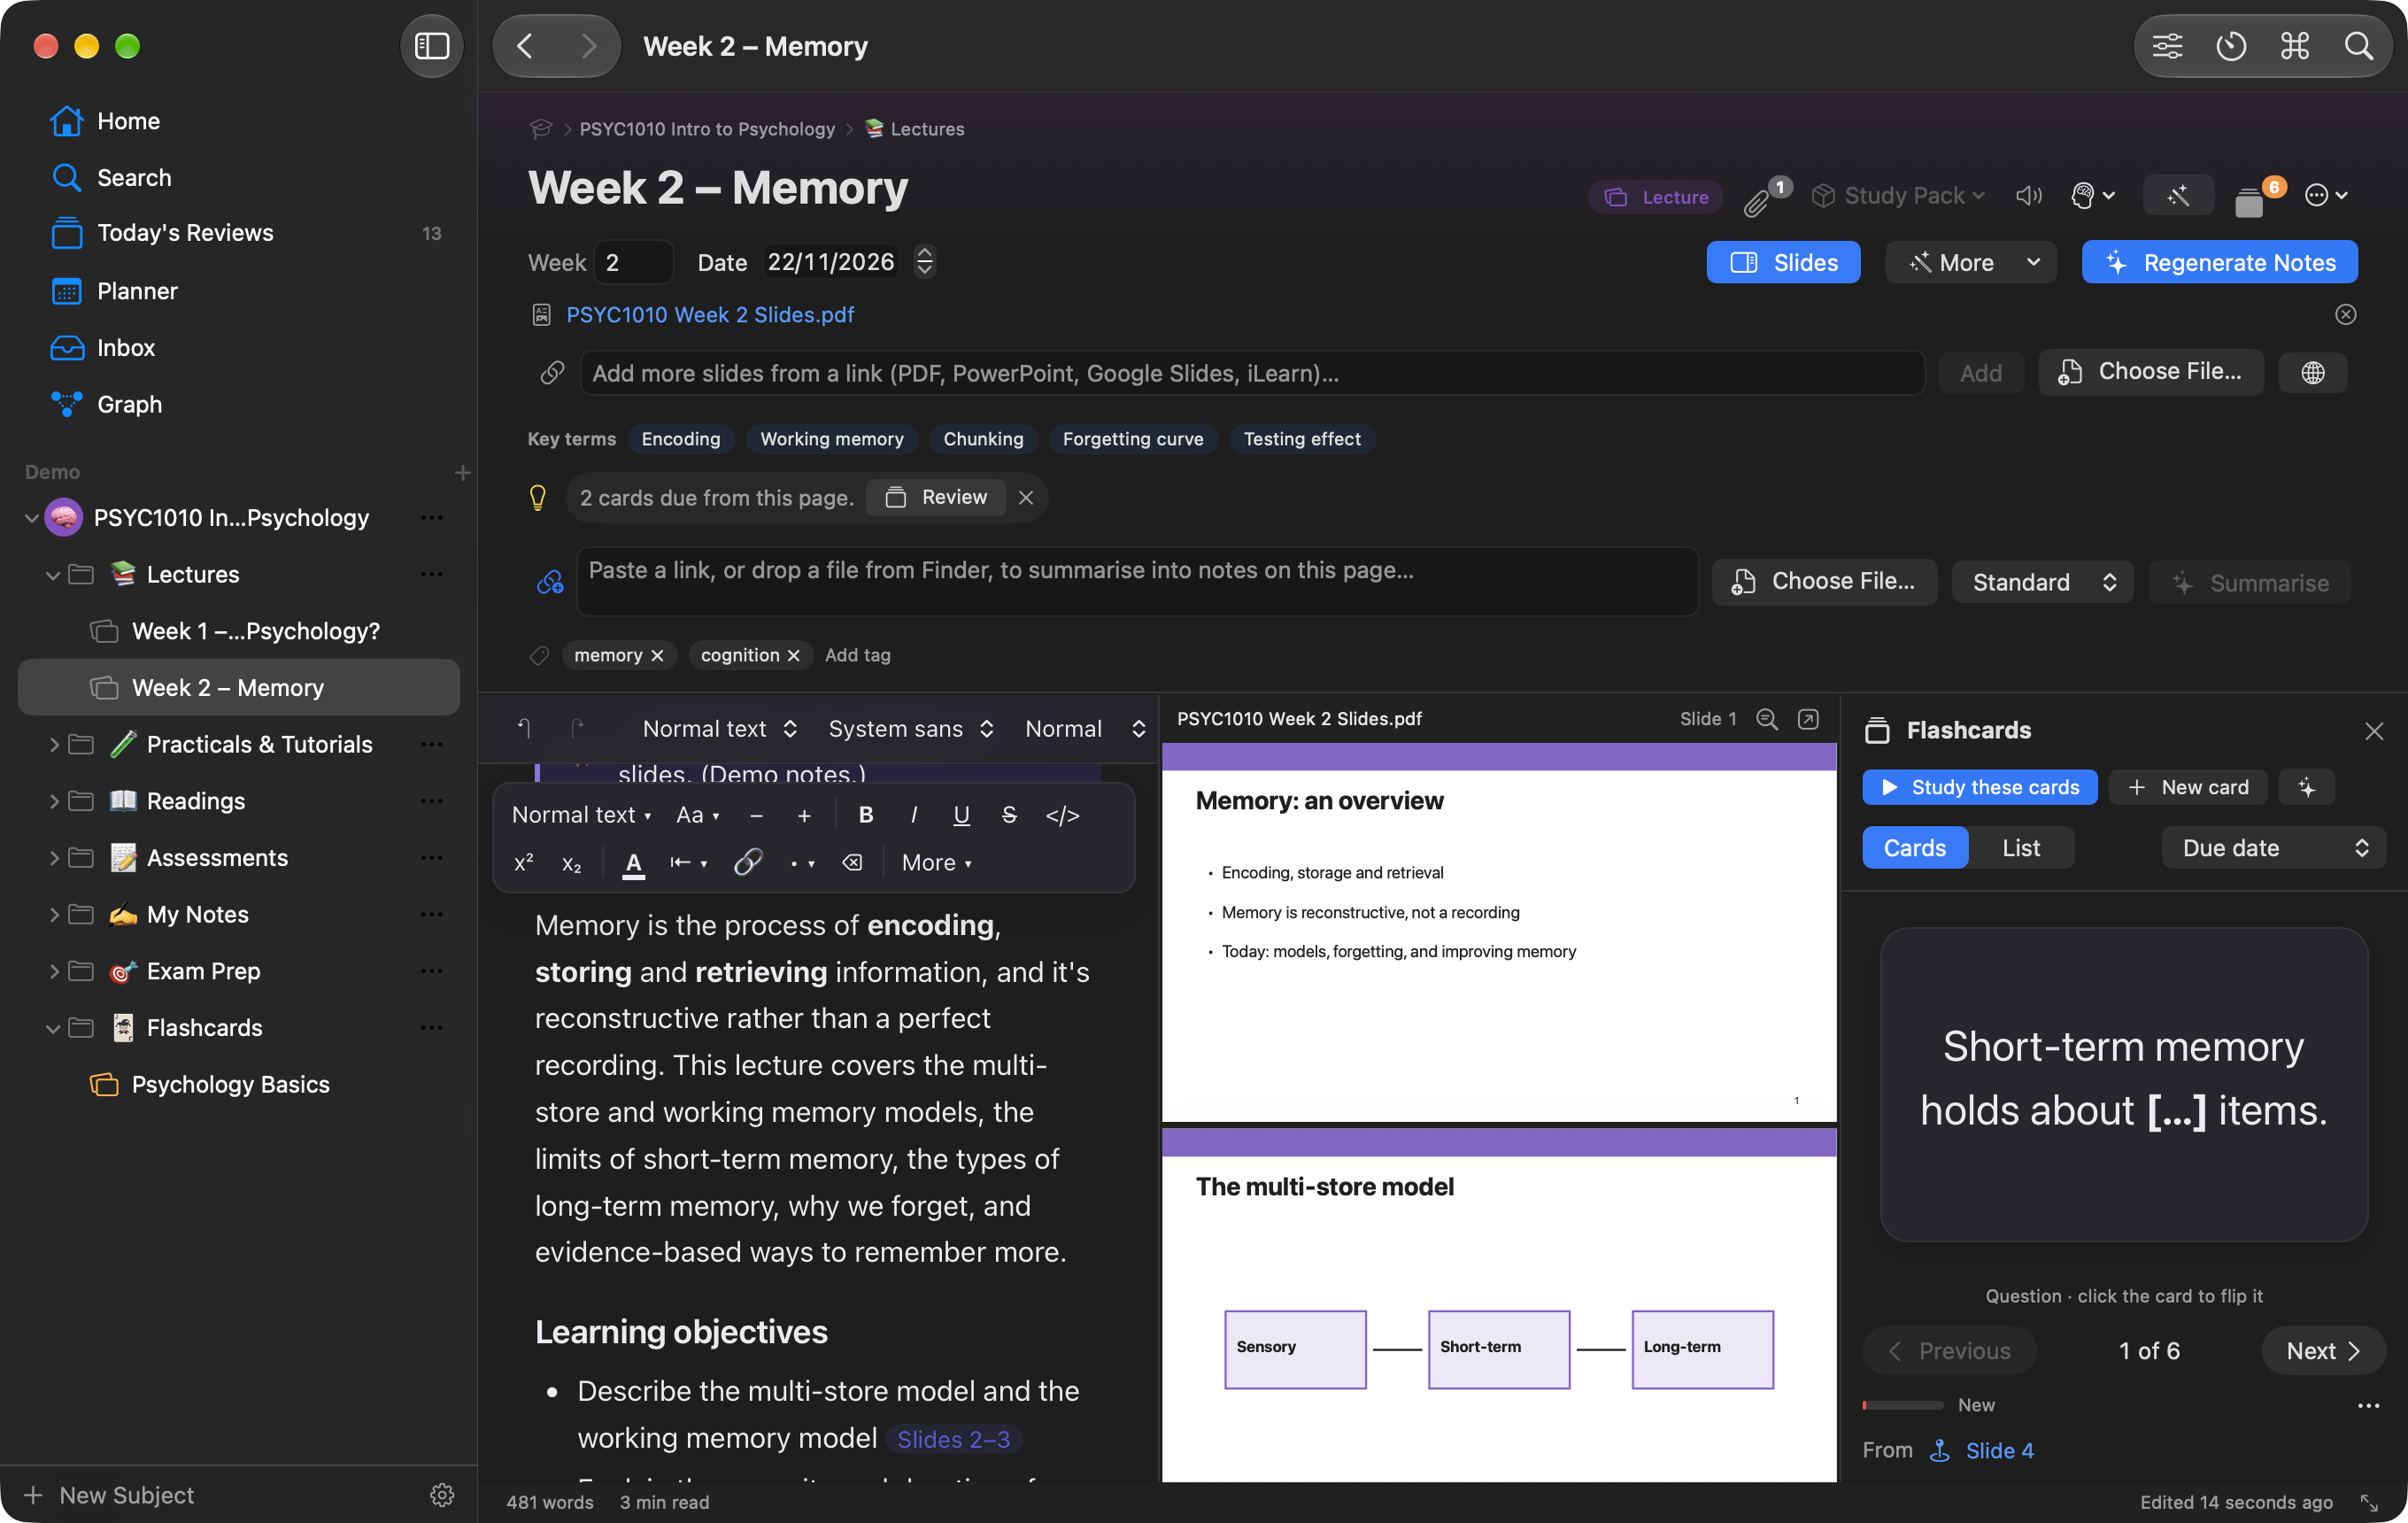 Week 2 – Memory
Home
Search
Today's Reviews 13
Planner
Inbox
Graph
Demo
PSYC1010 In...Psychology
📚 Lectures
Week 1 –...Psychology?
Week 2 – Memory
🧪 Practicals & Tutorials
📖 Readings
📝 Assessments
✍️ My Notes
🎯 Exam Prep
🃏 Flashcards
Psychology Basics
New Subject
PSYC1010 Intro to Psychology > 📚 Lectures
Week 2 – Memory
Lecture 1 Study Pack 6
Week 2 Date 22/11/2026
Slides More Regenerate Notes
PSYC1010 Week 2 Slides.pdf
Add more slides from a link (PDF, PowerPoint, Google Slides, iLearn)... Add Choose File...
Key terms Encoding Working memory Chunking Forgetting curve Testing effect
2 cards due from this page. Review
Paste a link, or drop a file from Finder, to summarise into notes on this page... Choose File... Standard Summarise
memory cognition Add tag
Normal text System sans Normal
slides. (Demo notes.)
Normal text Aa − + B I U S </>
x² x₂ A More
Memory is the process of encoding,
storing and retrieving information, and it's
reconstructive rather than a perfect
recording. This lecture covers the multi-
store and working memory models, the
limits of short-term memory, the types of
long-term memory, why we forget, and
evidence-based ways to remember more.
Learning objectives
• Describe the multi-store model and the
working memory model Slides 2–3
481 words 3 min read
PSYC1010 Week 2 Slides.pdf Slide 1
Memory: an overview
• Encoding, storage and retrieval
• Memory is reconstructive, not a recording
• Today: models, forgetting, and improving memory
1
The multi-store model
Sensory Short-term Long-term
Flashcards
Study these cards New card
Cards List Due date
Short-term memory
holds about [...] items.
Question · click the card to flip it
Previous 1 of 6 Next
New
From Slide 4
Edited 14 seconds ago